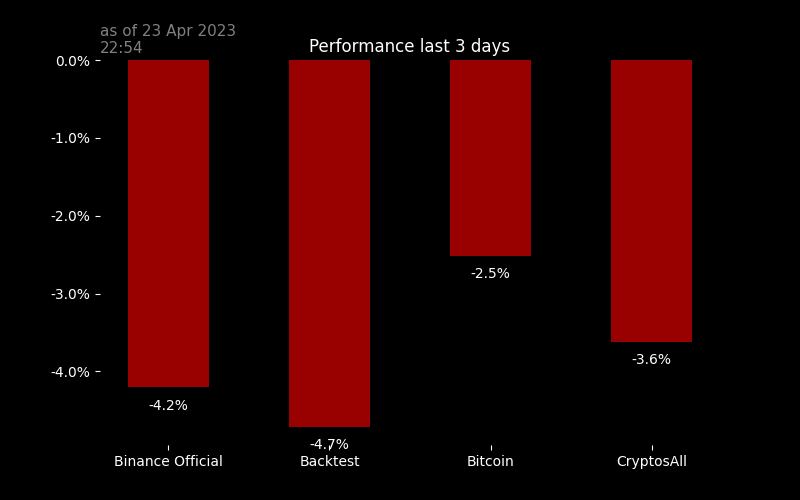 as of 23 Apr 2023
22:54
Performance last 3 days
0.0%
-1.0%
-2.0%
-3.0%
-4.0%
-4.2%
-4.7%
-2.5%
-3.6%
Binance Official
Backtest
Bitcoin
CryptosAll